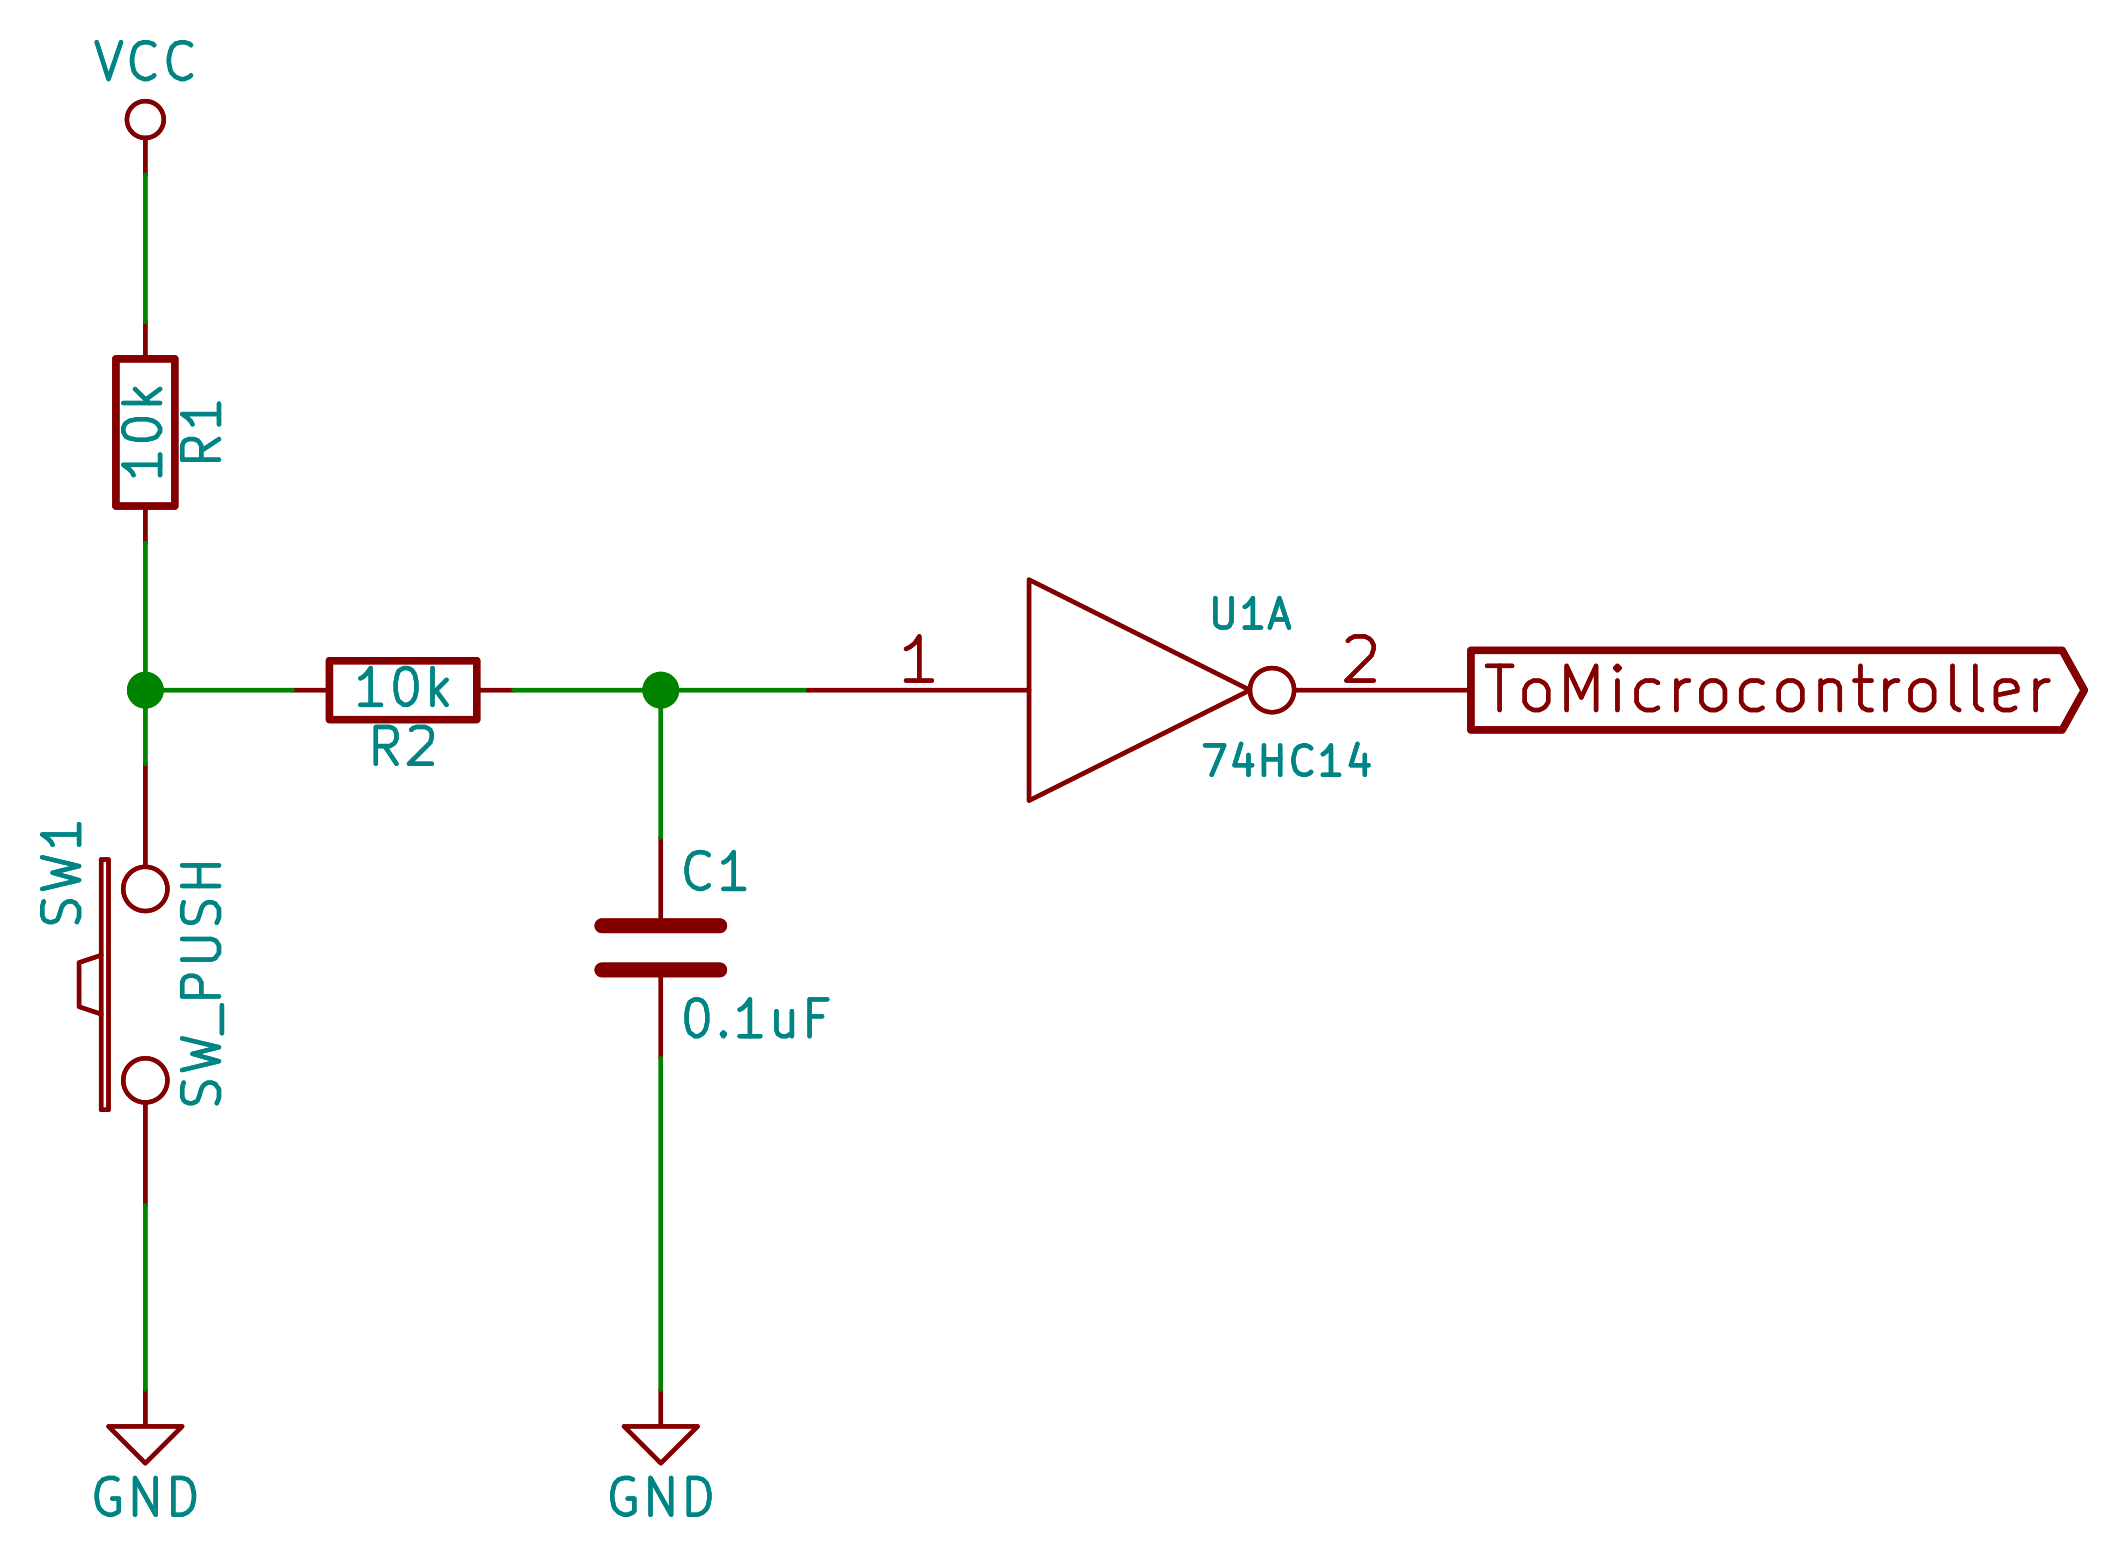 VCC
10k
R1
10k
R2
1
U1A
2
74HC14
ToMicrocontroller
SW1
SW_PUSH
C1
0.1uF
GND
GND